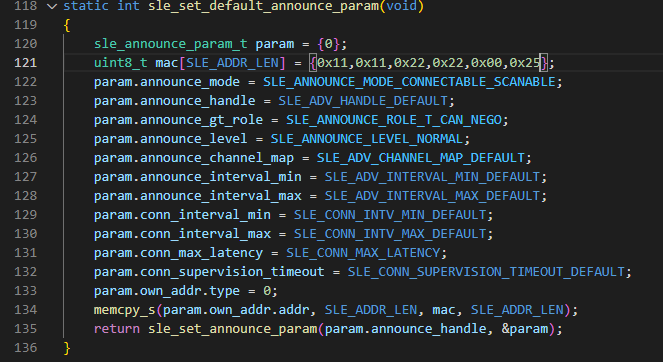 118 static int sle_set_default_announce_param(void)
119 {
120 sle_announce_param_t param = {0};
121 uint8_t mac[SLE_ADDR_LEN] = {0x11,0x11,0x22,0x22,0x00,0x25};
122 param.announce_mode = SLE_ANNOUNCE_MODE_CONNECTABLE_SCANABLE;
123 param.announce_handle = SLE_ADV_HANDLE_DEFAULT;
124 param.announce_gt_role = SLE_ANNOUNCE_ROLE_T_CAN_NEGO;
125 param.announce_level = SLE_ANNOUNCE_LEVEL_NORMAL;
126 param.announce_channel_map = SLE_ADV_CHANNEL_MAP_DEFAULT;
127 param.announce_interval_min = SLE_ADV_INTERVAL_MIN_DEFAULT;
128 param.announce_interval_max = SLE_ADV_INTERVAL_MAX_DEFAULT;
129 param.conn_interval_min = SLE_CONN_INTV_MIN_DEFAULT;
130 param.conn_interval_max = SLE_CONN_INTV_MAX_DEFAULT;
131 param.conn_max_latency = SLE_CONN_MAX_LATENCY;
132 param.conn_supervision_timeout = SLE_CONN_SUPERVISION_TIMEOUT_DEFAULT;
133 param.own_addr.type = 0;
134 memcpy_s(param.own_addr.addr, SLE_ADDR_LEN, mac, SLE_ADDR_LEN);
135 return sle_set_announce_param(param.announce_handle, &param);
136 }